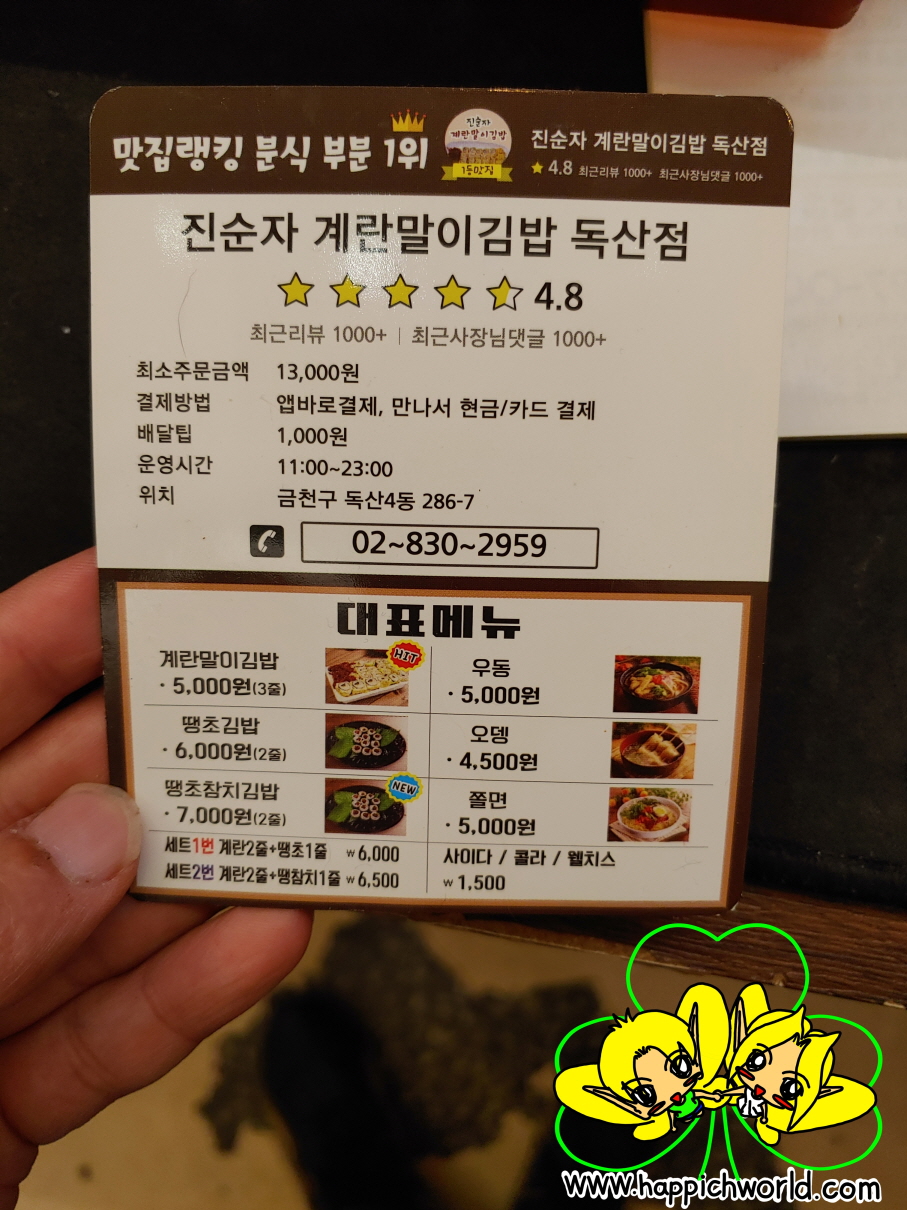 맛집랭킹 분식 부분 1위
진순자
계란말이김밥
1등맛집
진순자 계란말이김밥 독산점
★ 4.8 최근리뷰 1000+ 최근사장님댓글 1000+
진순자 계란말이김밥 독산점
4.8
최근리뷰 1000+ | 최근사장님댓글 1000+
최소주문금액 13,000원
결제방법 앱바로결제, 만나서 현금/카드 결제
배달팁 1,000원
운영시간 11:00~23:00
위치 금천구 독산4동 286-7
02~830~2959
대표메뉴
계란말이김밥
· 5,000원(3줄)
HIT
땡초김밥
· 6,000원(2줄)
땡초참치김밥
· 7,000원(2줄)
NEW
세트1번 계란2줄+땡초1줄 ₩6,000
세트2번 계란2줄+땡참치1줄 ₩6,500
우동
· 5,000원
오뎅
· 4,500원
쫄면
· 5,000원
사이다 / 콜라 / 웰치스
₩1,500
www.happichworld.com